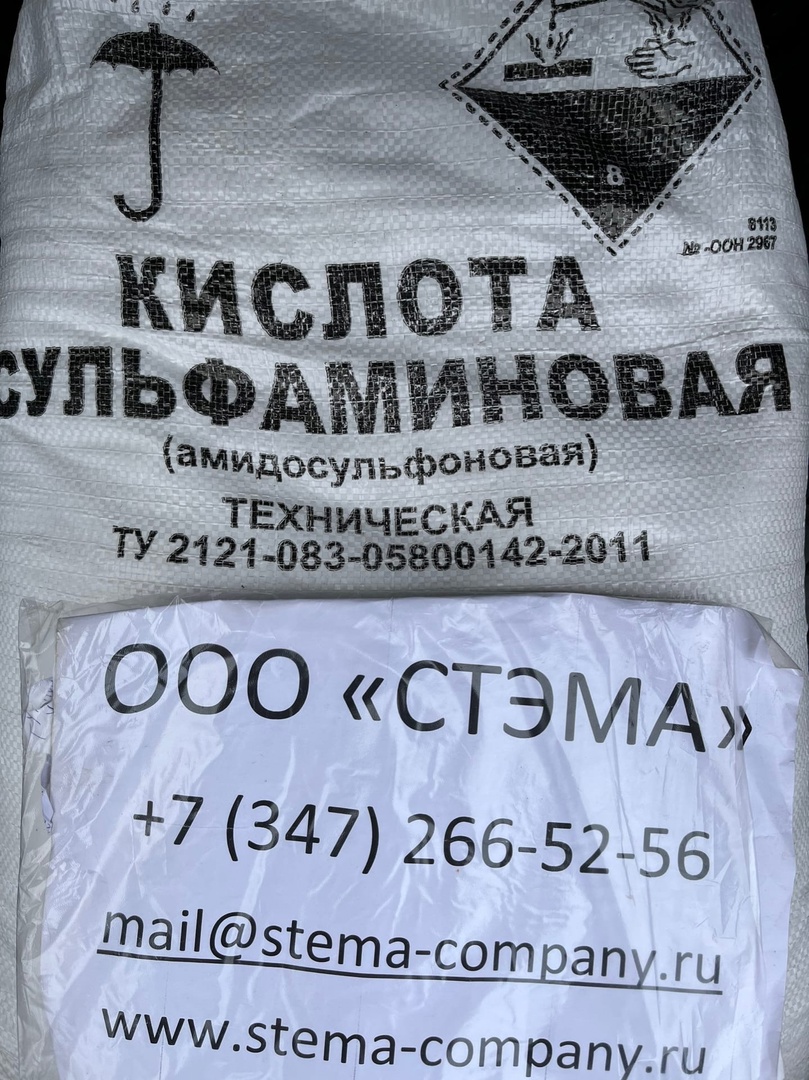 8
8113
№ -ООН 2967
КИСЛОТА
СУЛЬФАМИНОВАЯ
(амидосульфоновая)
ТЕХНИЧЕСКАЯ
ТУ 2121-083-05800142-2011
ООО «СТЭМА»
+7 (347) 266-52-56
mail@stema-company.ru
www.stema-company.ru